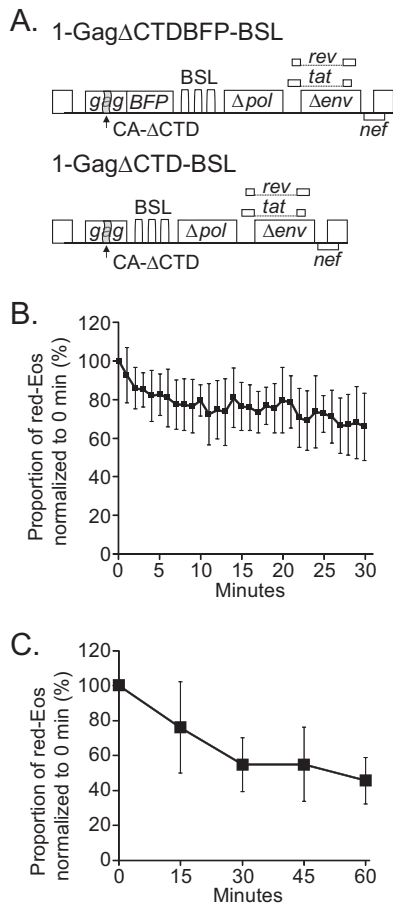 A.
1-GagΔCTDBFP-BSL
rev
BSL
tat
gag BFP Δpol Δenv
CA-ΔCTD
nef
1-GagΔCTD-BSL
rev
BSL
tat
gag Δpol Δenv
CA-ΔCTD
nef
B.
Proportion of red-Eos
normalized to 0 min (%)
120
100
80
60
40
20
0
0 5 10 15 20 25 30
Minutes
C.
Proportion of red-Eos
normalized to 0 min (%)
120
100
80
60
40
20
0
0 15 30 45 60
Minutes